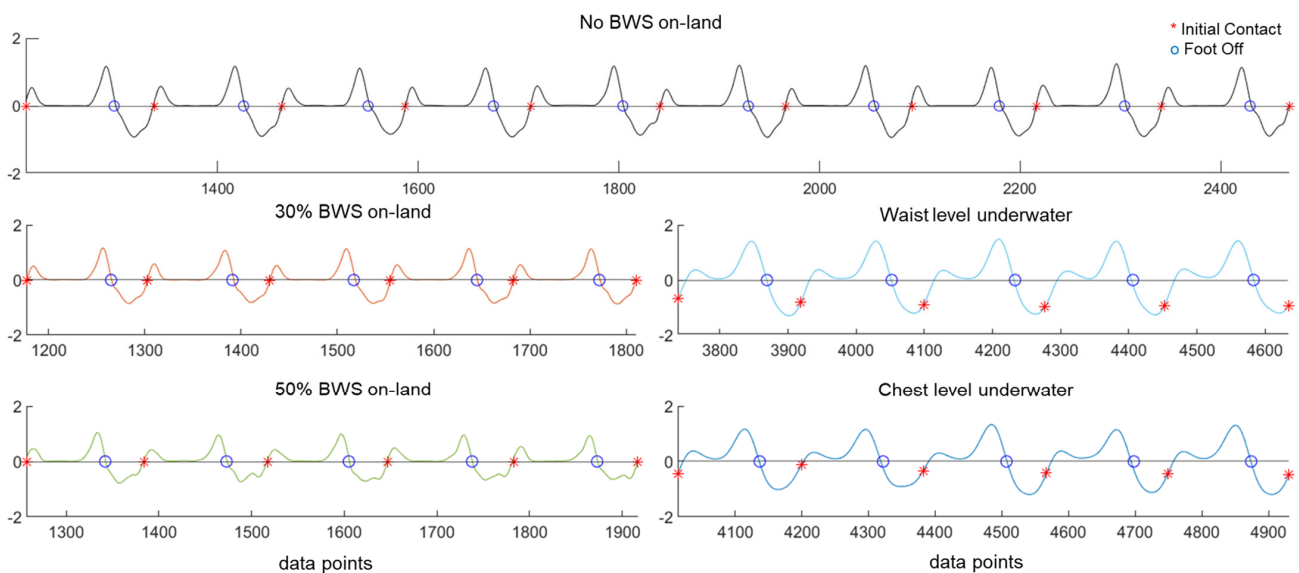 No BWS on-land
* Initial Contact
o Foot Off
2
0
-2
1400 1600 1800 2000 2200 2400
30% BWS on-land
2
0
-2
1200 1300 1400 1500 1600 1700 1800
Waist level underwater
2
0
-2
3800 3900 4000 4100 4200 4300 4400 4500 4600
50% BWS on-land
2
0
-2
1300 1400 1500 1600 1700 1800 1900
data points
Chest level underwater
2
0
-2
4100 4200 4300 4400 4500 4600 4700 4800 4900
data points